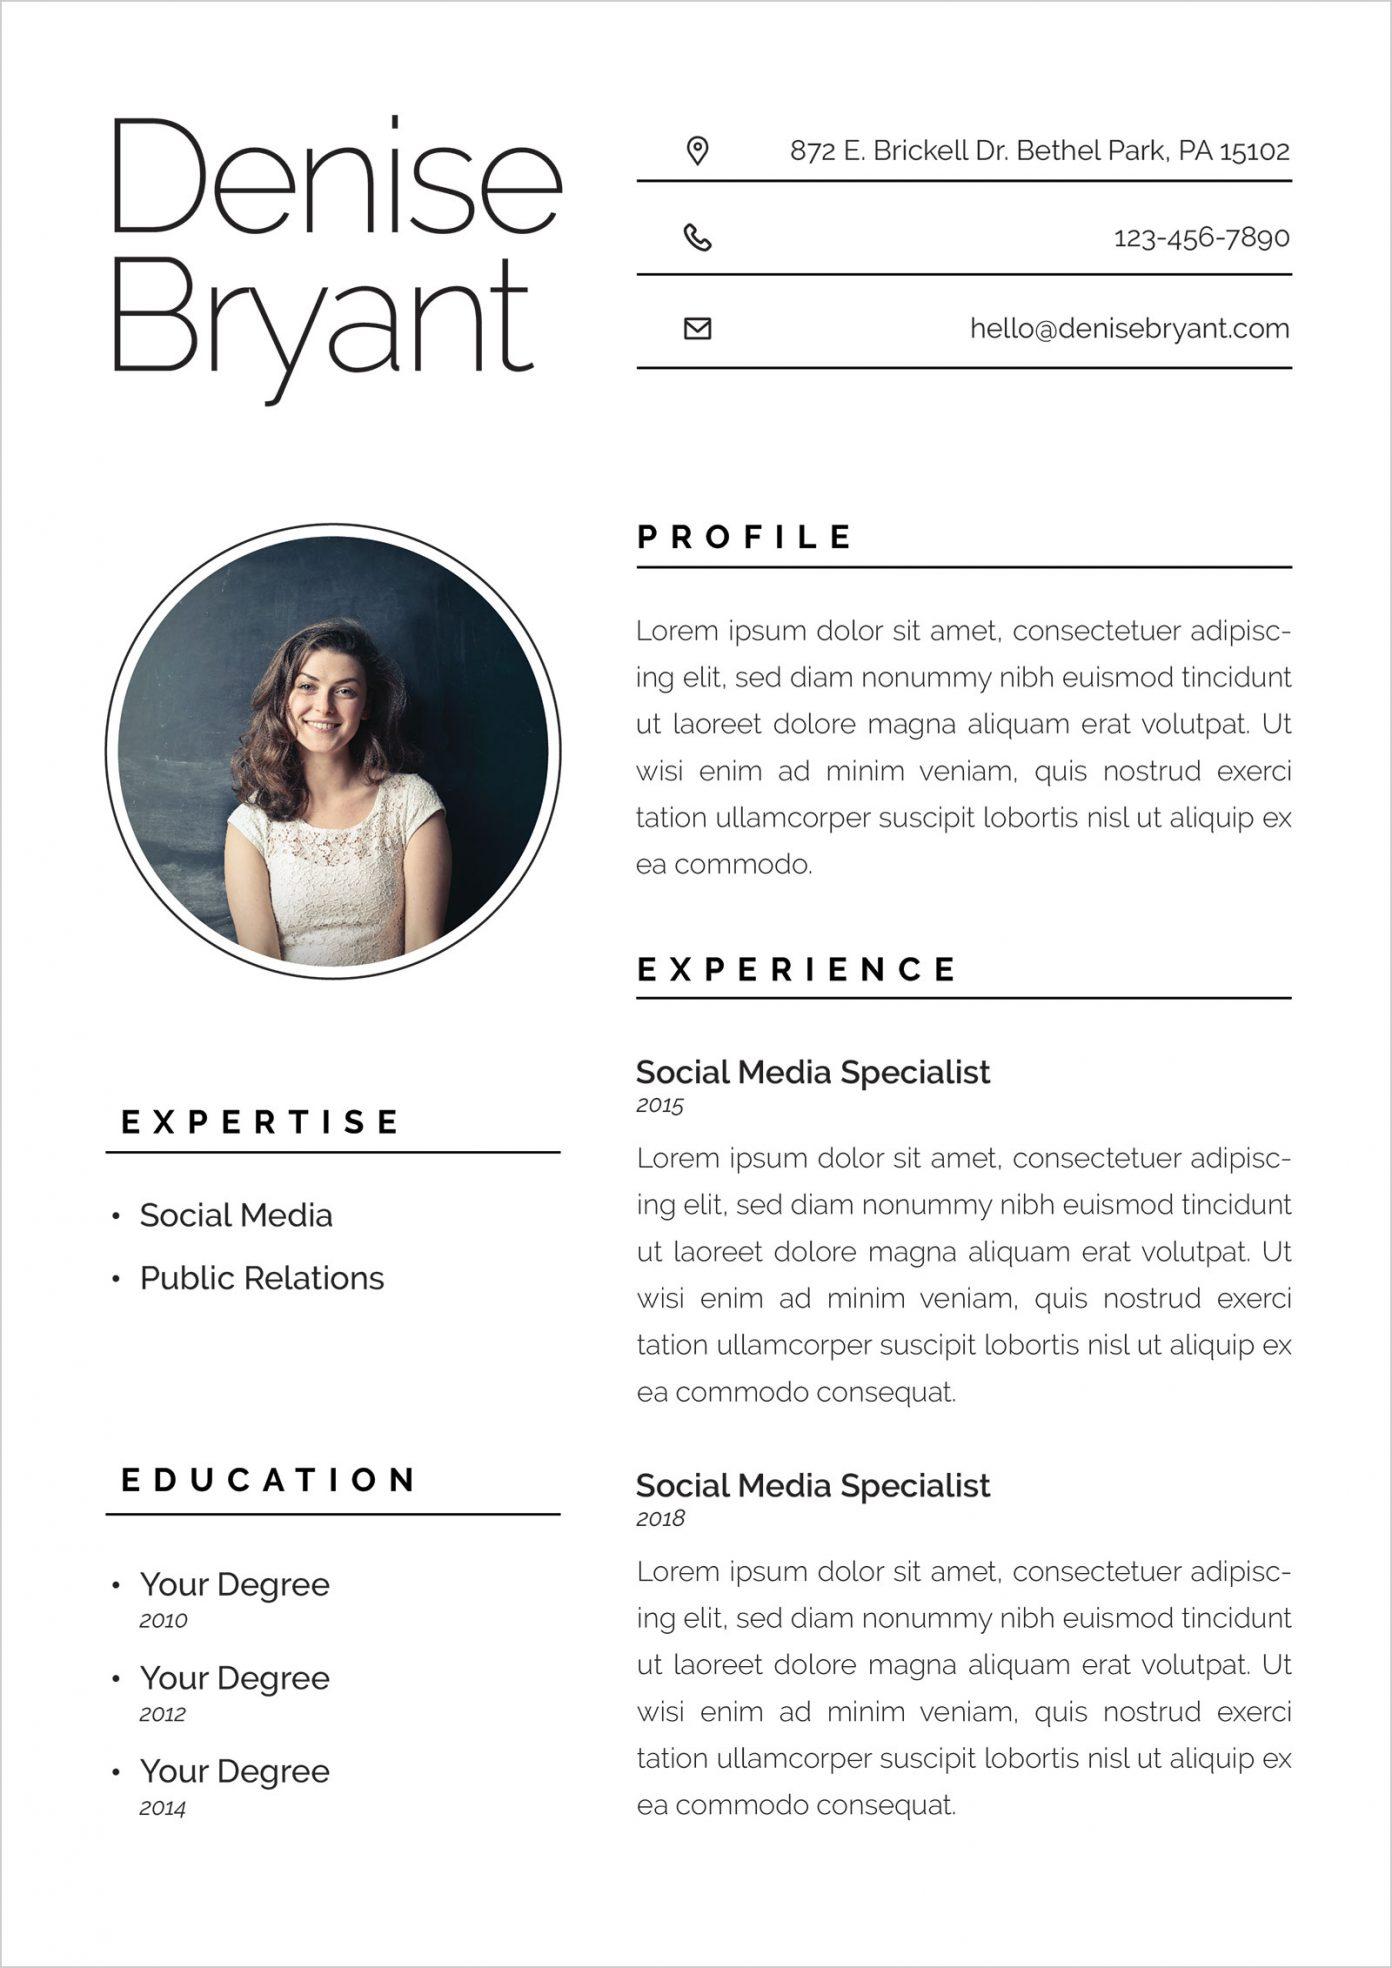 Denise
Bryant
872 E. Brickell Dr. Bethel Park, PA 15102
123-456-7890
hello@denisebryant.com
PROFILE
Lorem ipsum dolor sit amet, consectetuer adipisc-
ing elit, sed diam nonummy nibh euismod tincidunt
ut laoreet dolore magna aliquam erat volutpat. Ut
wisi enim ad minim veniam, quis nostrud exerci
tation ullamcorper suscipit lobortis nisl ut aliquip ex
ea commodo.
EXPERTISE
• Social Media
• Public Relations
EDUCATION
• Your Degree
2010
• Your Degree
2012
• Your Degree
2014
EXPERIENCE
Social Media Specialist
2015
Lorem ipsum dolor sit amet, consectetuer adipisc-
ing elit, sed diam nonummy nibh euismod tincidunt
ut laoreet dolore magna aliquam erat volutpat. Ut
wisi enim ad minim veniam, quis nostrud exerci
tation ullamcorper suscipit lobortis nisl ut aliquip ex
ea commodo consequat.
Social Media Specialist
2018
Lorem ipsum dolor sit amet, consectetuer adipisc-
ing elit, sed diam nonummy nibh euismod tincidunt
ut laoreet dolore magna aliquam erat volutpat. Ut
wisi enim ad minim veniam, quis nostrud exerci
tation ullamcorper suscipit lobortis nisl ut aliquip ex
ea commodo consequat.